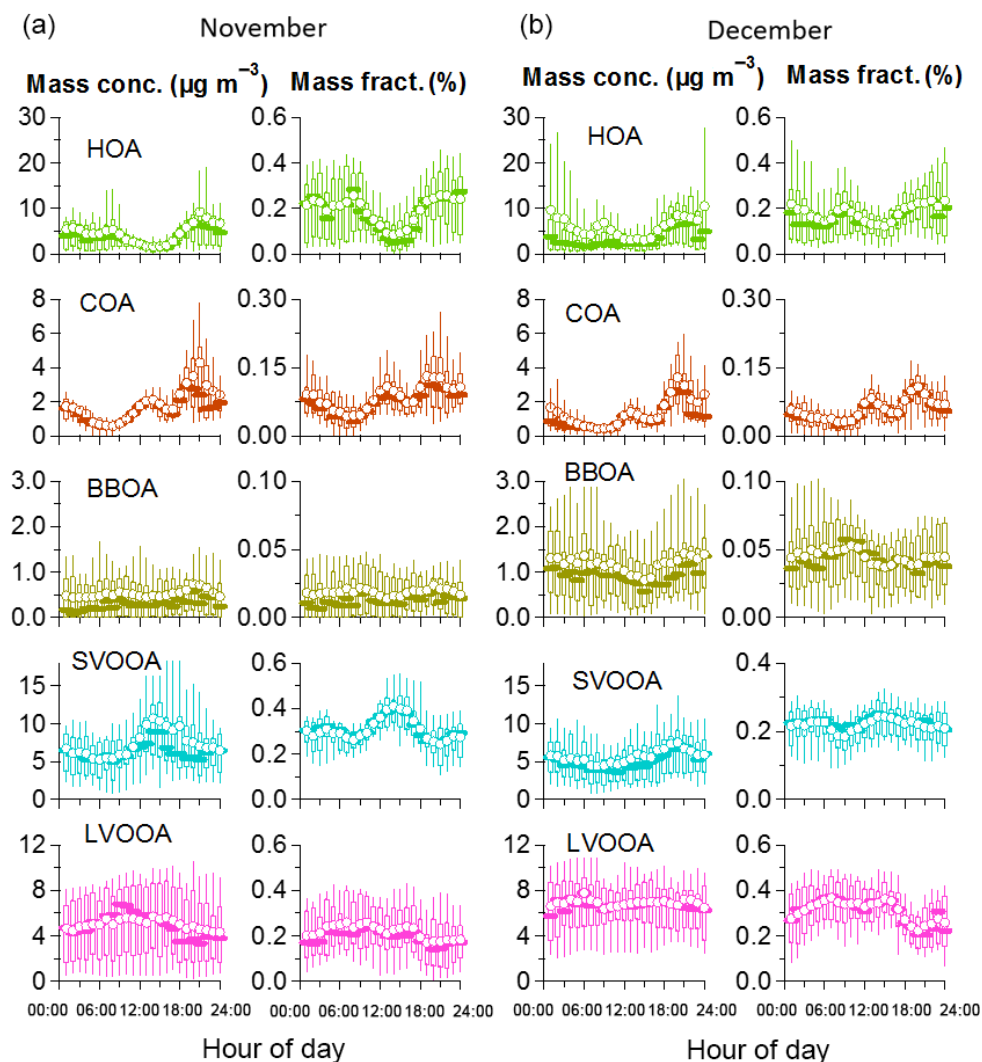 (a) November (b) December
Mass conc. (µg m⁻³) Mass fract. (%) Mass conc. (µg m⁻³) Mass fract. (%)
30 0.6 30 0.6
HOA HOA
20 0.4 20 0.4
10 0.2 10 0.2
0 0.0 0 0.0
8 0.30 8 0.30
COA COA
6 6
4 0.15 4 0.15
2 2
0 0.00 0 0.00
3.0 0.10 3.0 0.10
BBOA BBOA
2.0 2.0
0.05 0.05
1.0 1.0
0.0 0.00 0.0 0.00
SVOOA 0.6 0.4
15 15 SVOOA
0.4
10 10 0.2
5 0.2 5
0 0.0 0 0.0
12 LVOOA 0.6 12 LVOOA 0.6
8 0.4 8 0.4
4 0.2 4 0.2
0 0.0 0 0.0
00:00 06:00 12:00 18:00 24:00 00:00 06:00 12:00 18:00 24:00 00:00 06:00 12:00 18:00 24:00 00:00 06:00 12:00 18:00 24:00
Hour of day Hour of day